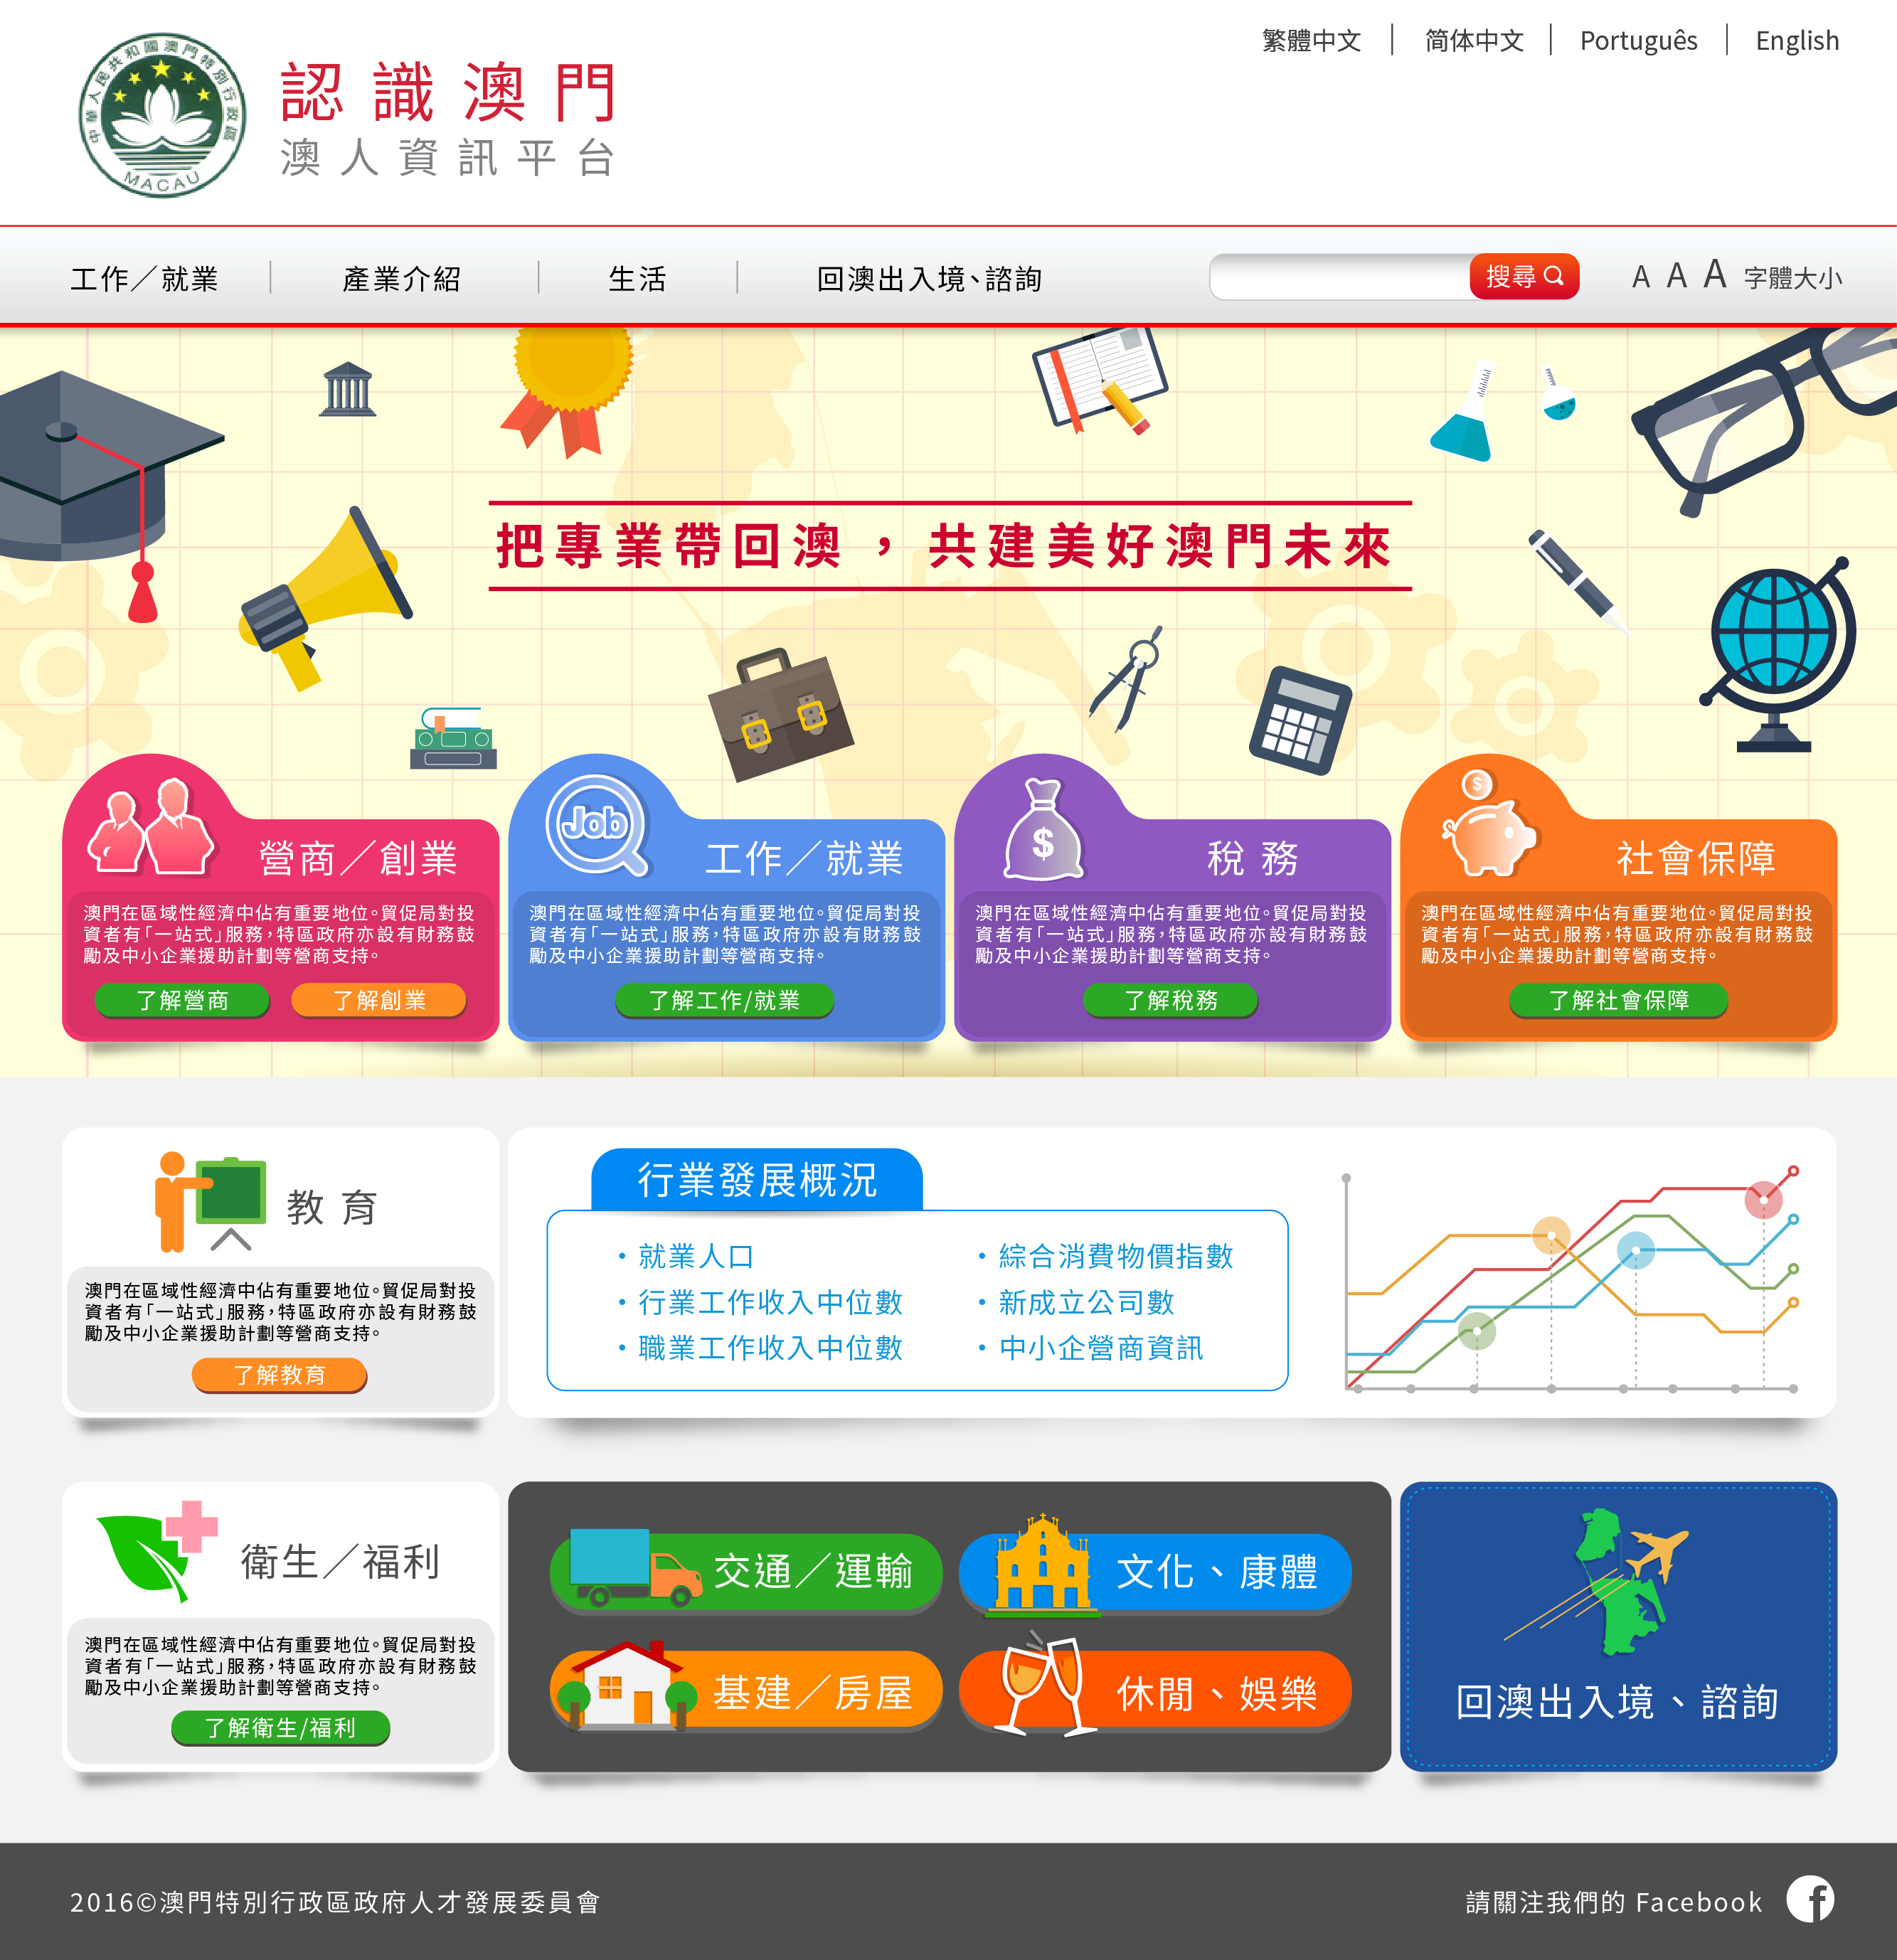 繁體中文 | 简体中文 | Português | English
中華人民共和國澳門特別行政區
MACAU
認識澳門
澳人資訊平台
工作／就業
產業介紹
生活
回澳出入境、諮詢
搜尋
A A A 字體大小
把專業帶回澳，共建美好澳門未來
營商／創業
澳門在區域性經濟中佔有重要地位。貿促局對投
資者有「一站式」服務，特區政府亦設有財務鼓
勵及中小企業援助計劃等營商支持。
了解營商
了解創業
Job
工作／就業
澳門在區域性經濟中佔有重要地位。貿促局對投
資者有「一站式」服務，特區政府亦設有財務鼓
勵及中小企業援助計劃等營商支持。
了解工作/就業
$
稅 務
澳門在區域性經濟中佔有重要地位。貿促局對投
資者有「一站式」服務，特區政府亦設有財務鼓
勵及中小企業援助計劃等營商支持。
了解稅務
$
社會保障
澳門在區域性經濟中佔有重要地位。貿促局對投
資者有「一站式」服務，特區政府亦設有財務鼓
勵及中小企業援助計劃等營商支持。
了解社會保障
教 育
澳門在區域性經濟中佔有重要地位。貿促局對投
資者有「一站式」服務，特區政府亦設有財務鼓
勵及中小企業援助計劃等營商支持。
了解教育
行業發展概況
・就業人口
・行業工作收入中位數
・職業工作收入中位數
・綜合消費物價指數
・新成立公司數
・中小企營商資訊
衛生／福利
澳門在區域性經濟中佔有重要地位。貿促局對投
資者有「一站式」服務，特區政府亦設有財務鼓
勵及中小企業援助計劃等營商支持。
了解衛生/福利
交通／運輸
文化、康體
基建／房屋
休閒、娛樂
回澳出入境、諮詢
2016©澳門特別行政區政府人才發展委員會
請關注我們的 Facebook